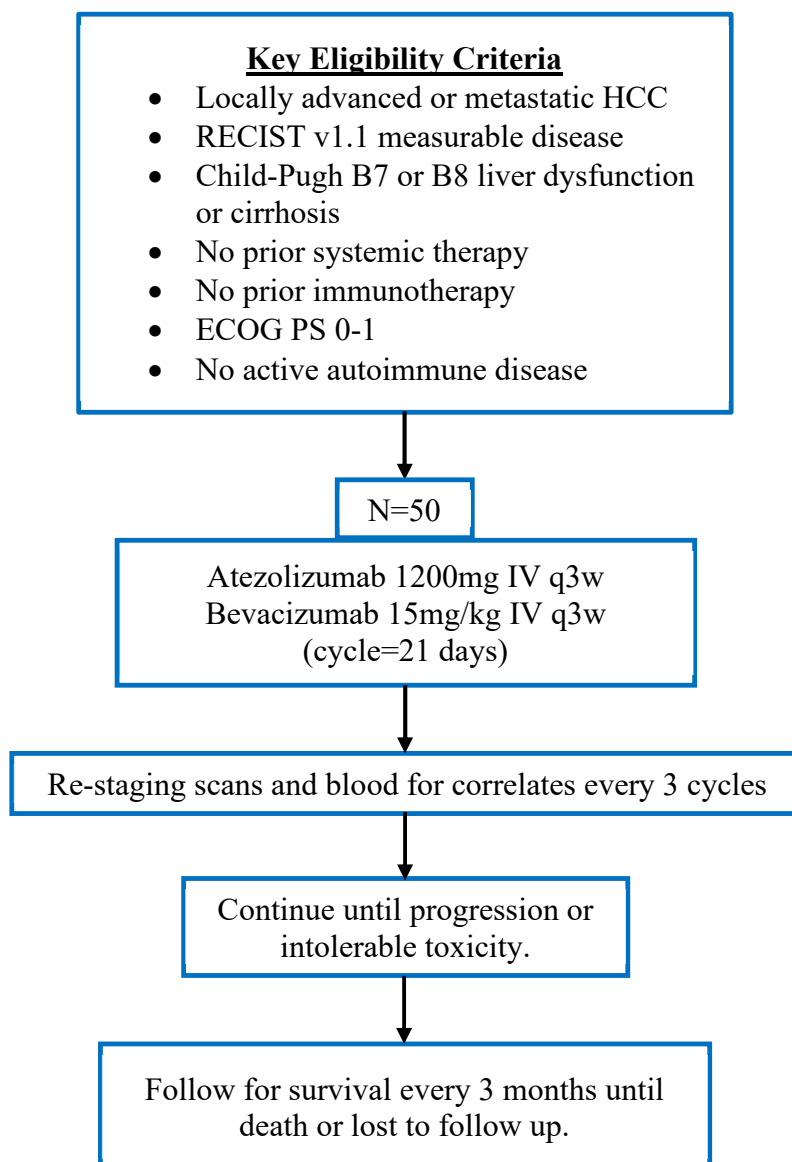 Key Eligibility Criteria
• Locally advanced or metastatic HCC
• RECIST v1.1 measurable disease
• Child-Pugh B7 or B8 liver dysfunction
or cirrhosis
• No prior systemic therapy
• No prior immunotherapy
• ECOG PS 0-1
• No active autoimmune disease
N=50
Atezolizumab 1200mg IV q3w
Bevacizumab 15mg/kg IV q3w
(cycle=21 days)
Re-staging scans and blood for correlates every 3 cycles
Continue until progression or
intolerable toxicity.
Follow for survival every 3 months until
death or lost to follow up.